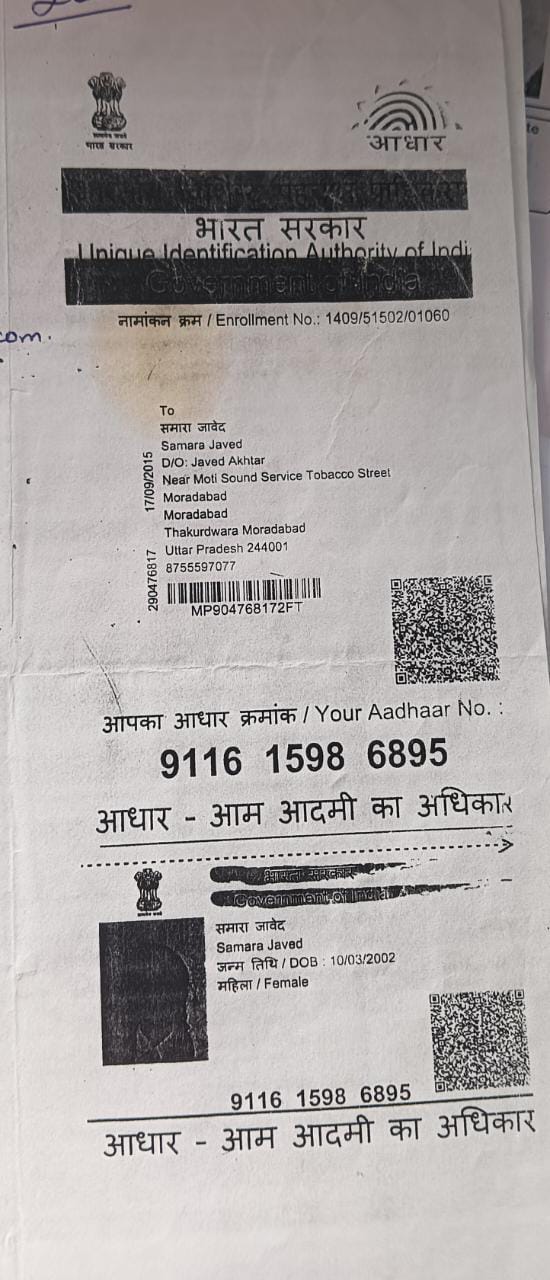 भारत सरकार
आधार
भारत सरकार
Unique Identification Authority of Indi
Government of India
नामांकन क्रम / Enrollment No.: 1409/51502/01060
com.
To
समारा जावेद
Samara Javed
D/O: Javed Akhtar
Near Moti Sound Service Tobacco Street
Moradabad
Moradabad
Thakurdwara Moradabad
Uttar Pradesh 244001
8755597077
17/09/2015
290476817
MP904768172FT
आपका आधार क्रमांक / Your Aadhaar No. :
9116 1598 6895
आधार - आम आदमी का अधिकार
भारत सरकार
Government of India
समारा जावेद
Samara Javed
जन्म तिथि / DOB : 10/03/2002
महिला / Female
9116 1598 6895
आधार - आम आदमी का अधिकार